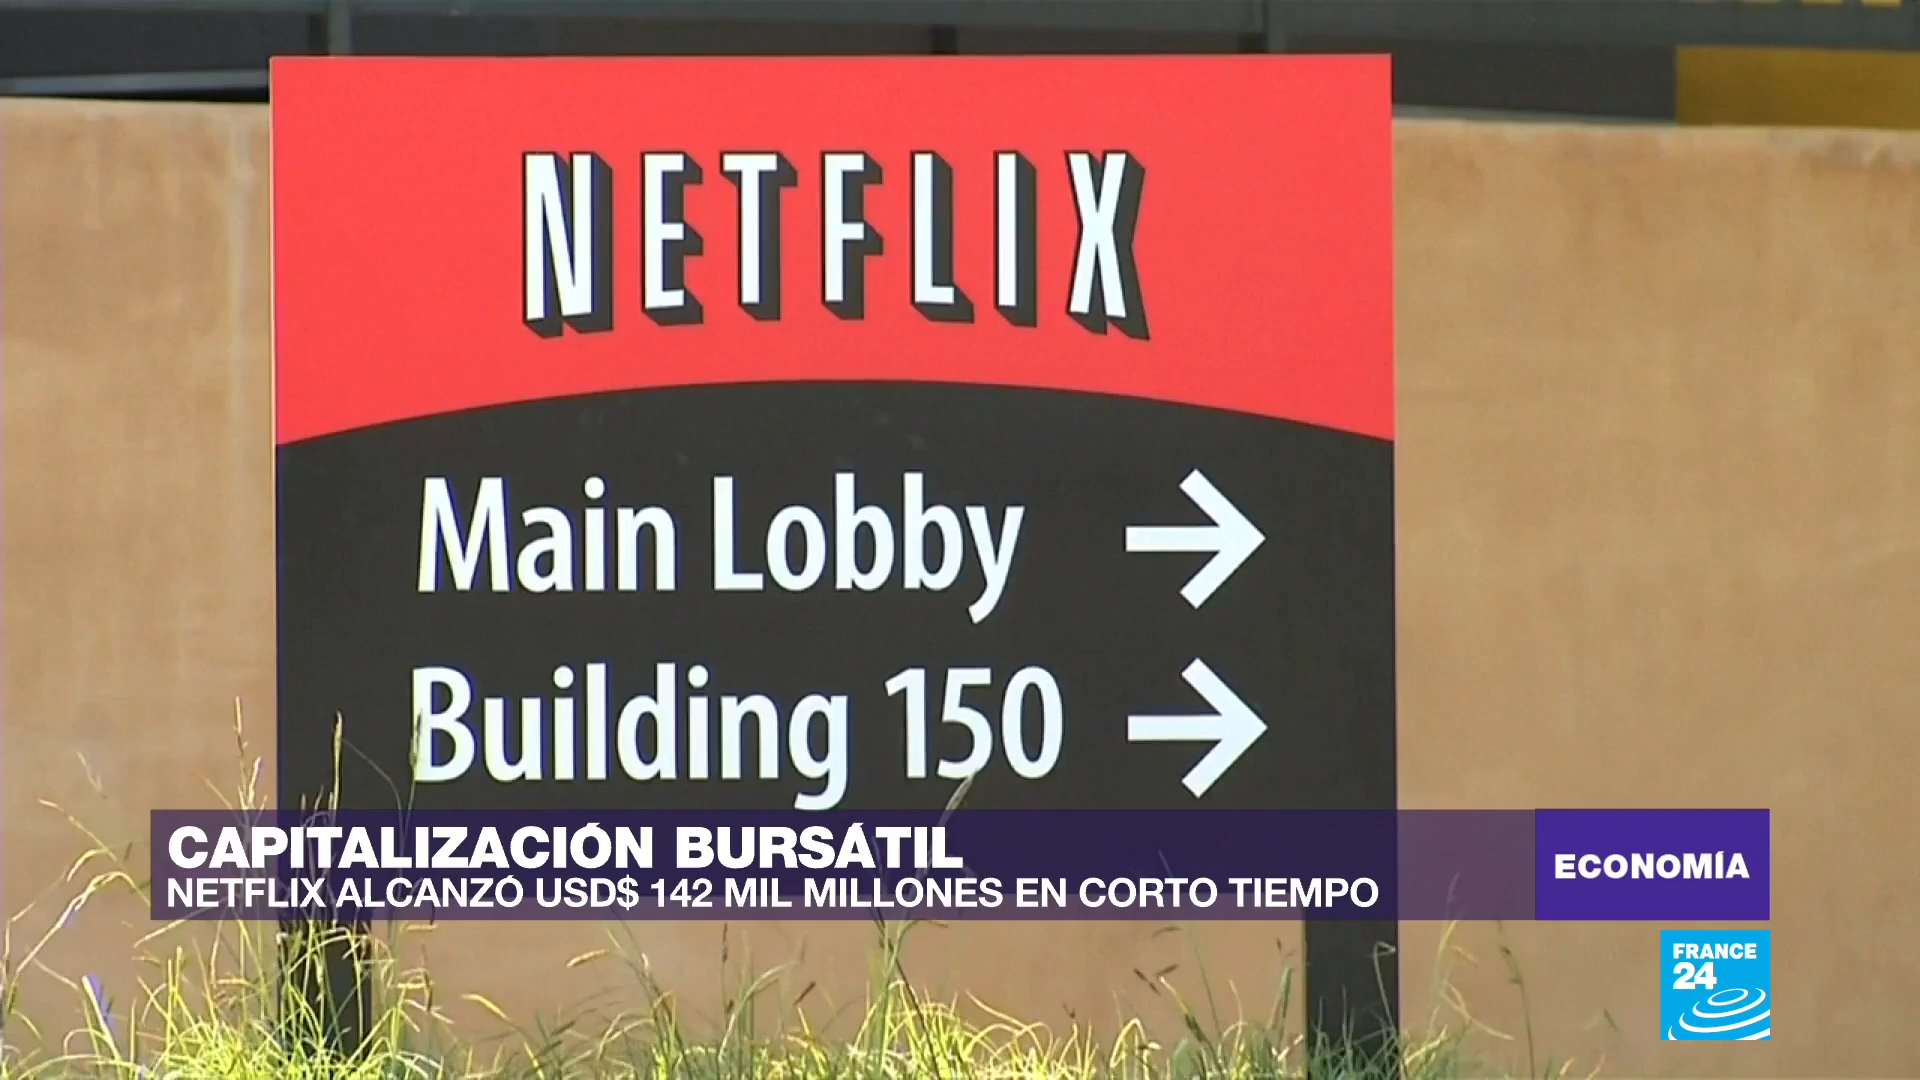 NETFLIX
Main Lobby →
Building 150 →
CAPITALIZACIÓN BURSÁTIL
NETFLIX ALCANZÓ USD$ 142 MIL MILLONES EN CORTO TIEMPO
ECONOMÍA
FRANCE
24